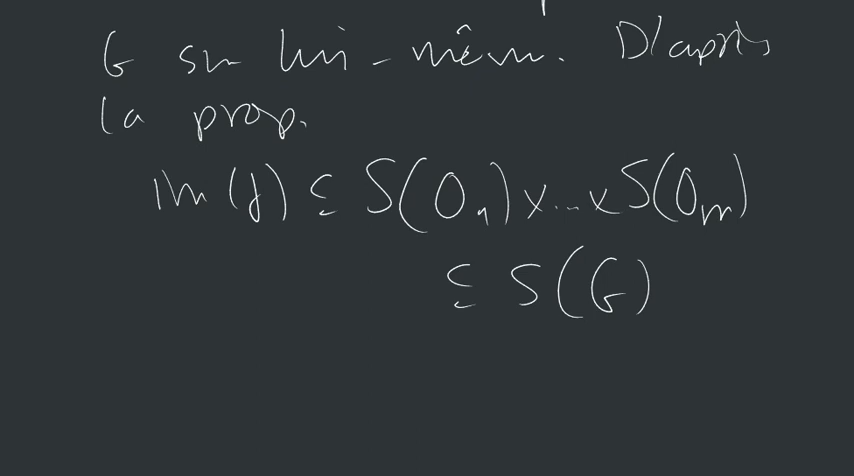 G sur lui-même. D'après
la prop.
im(f) ⊆ S(O₁)×...×S(Oₘ)
⊆ S(G)